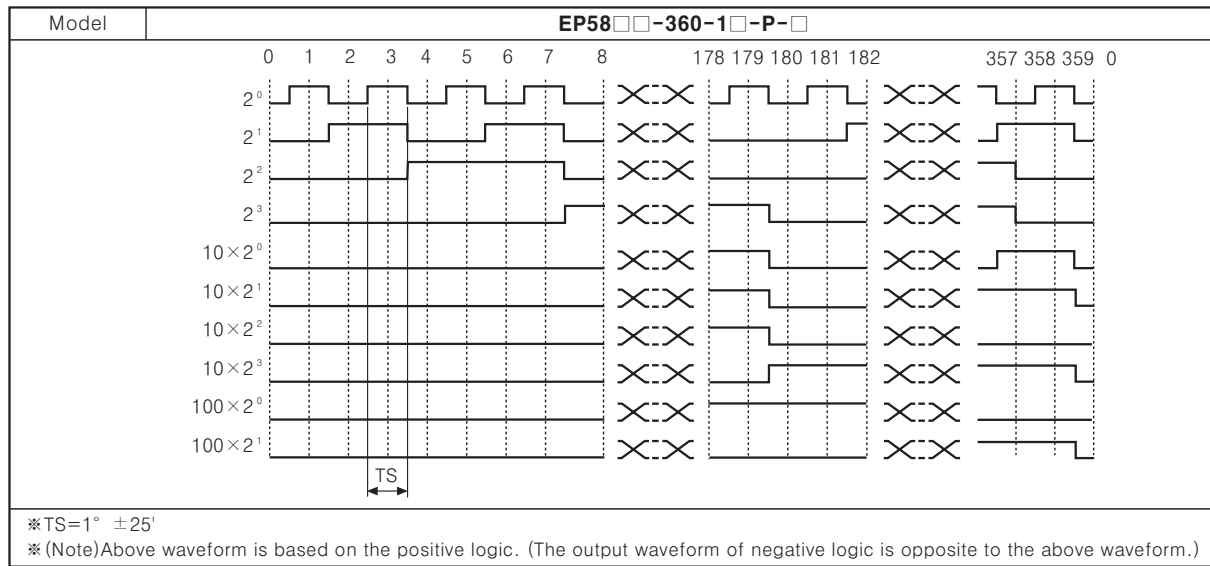 Model
EP58□□-360-1□-P-□
0 1 2 3 4 5 6 7 8 178 179 180 181 182 357 358 359 0
2⁰
2¹
2²
2³
10×2⁰
10×2¹
10×2²
10×2³
100×2⁰
100×2¹
TS
※TS=1° ±25'
※(Note)Above waveform is based on the positive logic. (The output waveform of negative logic is opposite to the above waveform.)